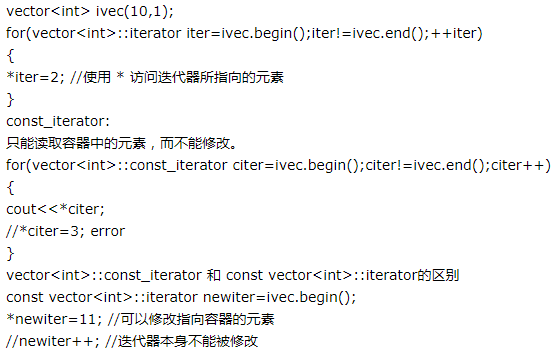 vector<int> ivec(10,1);
for(vector<int>::iterator iter=ivec.begin();iter!=ivec.end();++iter)
{
*iter=2; //使用 * 访问迭代器所指向的元素
}
const_iterator:
只能读取容器中的元素，而不能修改。
for(vector<int>::const_iterator citer=ivec.begin();citer!=ivec.end();citer++)
{
cout<<*citer;
//*citer=3; error
}
vector<int>::const_iterator 和 const vector<int>::iterator的区别
const vector<int>::iterator newiter=ivec.begin();
*newiter=11; //可以修改指向容器的元素
//newiter++; //迭代器本身不能被修改